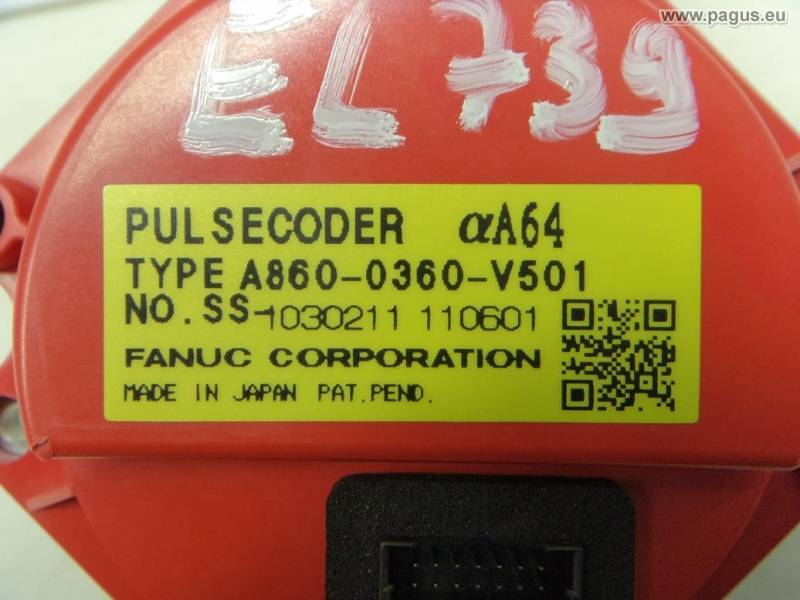 www.pagus.eu
EL739
PULSECODER αA64
TYPE A860-0360-V501
NO.SS-1030211 110601
FANUC CORPORATION
MADE IN JAPAN PAT.PEND.